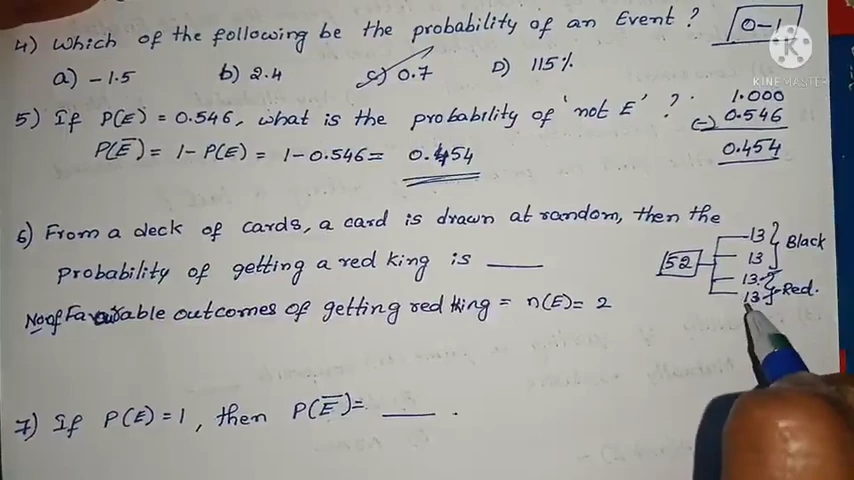 4) Which of the following be the probability of an Event ? 0-1
a) -1.5 b) 2.4 c) 0.7 D) 115%
KINEMASTER
5) If P(E) = 0.546, what is the probability of 'not E' ?
P(E̅) = 1-P(E) = 1-0.546 = 0.454
1.000
(-) 0.546
0.454
6) From a deck of cards, a card is drawn at random, then the
probability of getting a red king is ____
No of Favourable outcomes of getting red king = n(E) = 2
52
13
13
Black
13
13
Red.
7) If P(E) = 1, then P(E̅) = ____ .